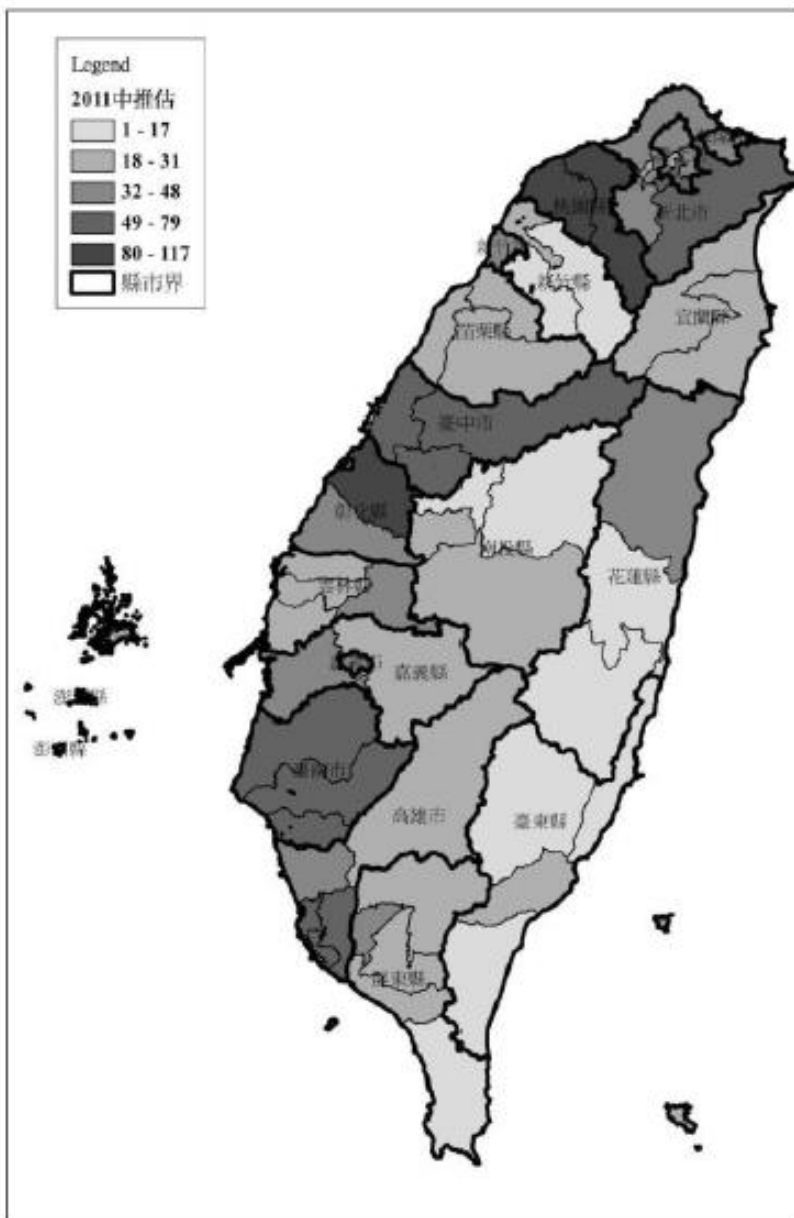 Legend
2011中推估
1 - 17
18 - 31
32 - 48
49 - 79
80 - 117
縣市界
桃園縣
新北市
新竹縣
宜蘭縣
苗栗縣
臺中市
彰化縣
南投縣
花蓮縣
雲林縣
嘉義縣
臺南市
高雄市
臺東縣
屏東縣
澎湖縣
澎湖縣